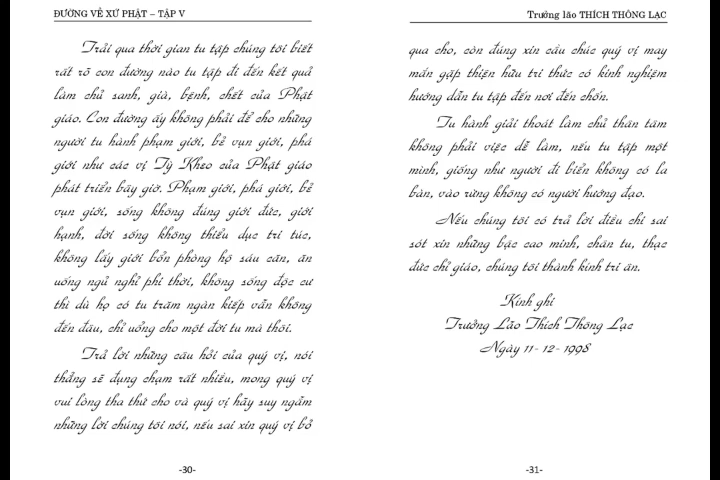 ĐƯỜNG VỀ XỨ PHẬT – TẬP V
Trải qua thời gian tu tập chúng tôi biết
rất rõ con đường nào tu tập đi đến kết quả
làm chủ sanh, già, bệnh, chết của Phật
giáo. Con đường ấy không phải để cho những
người tu hành phạm giới, bẻ vụn giới, phá
giới như các vị Tỳ Kheo của Phật giáo
phát triển bây giờ. Phạm giới, phá giới, bẻ
vụn giới, sống không đúng giới đức, giới
hạnh, đời sống không thiểu dục tri túc,
không lấy giới bổn phòng hộ sáu căn, ăn
uống ngủ nghỉ phi thời, không sống độc cư
thì dù họ có tu trăm ngàn kiếp vẫn không
đến đâu, chỉ uổng cho một đời tu mà thôi.
Trả lời những câu hỏi của quý vị, nói
thẳng sẽ đụng chạm rất nhiều, mong quý vị
vui lòng tha thứ cho và quý vị hãy suy ngẫm
những lời chúng tôi nói, nếu sai xin quý vị bỏ
-30-
Trưởng lão THÍCH THÔNG LẠC
qua cho, còn đúng xin cầu chúc quý vị may
mắn gặp thiện hữu tri thức có kinh nghiệm
hướng dẫn tu tập đến nơi đến chốn.
Tu hành giải thoát làm chủ thân tâm
không phải việc dễ làm, nếu tu tập một
mình, giống như người đi biển không có la
bàn, vào rừng không có người hướng đạo.
Nếu chúng tôi có trả lời điều chi sai
sót xin những bậc cao minh, chân tu, thạc
đức chỉ giáo, chúng tôi thành kính tri ân.
Kính ghi
Trưởng Lão Thích Thông Lạc
Ngày 11- 12- 1998
-31-